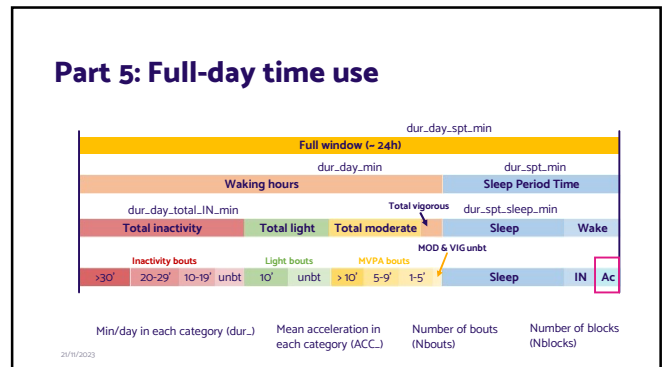 Part 5: Full-day time use
dur_day_spt_min
Full window (~ 24h)
dur_day_min
dur_spt_min
Waking hours
Sleep Period Time
dur_day_total_IN_min
Total vigorous
dur_spt_sleep_min
Total inactivity
Total light
Total moderate
Sleep
Wake
MOD & VIG unbt
Inactivity bouts
Light bouts
MVPA bouts
>30' 20-29' 10-19' unbt 10' unbt > 10' 5-9' 1-5' Sleep IN Ac
Min/day in each category (dur_)
Mean acceleration in
each category (ACC_)
Number of bouts
(Nbouts)
Number of blocks
(Nblocks)
21/11/2023